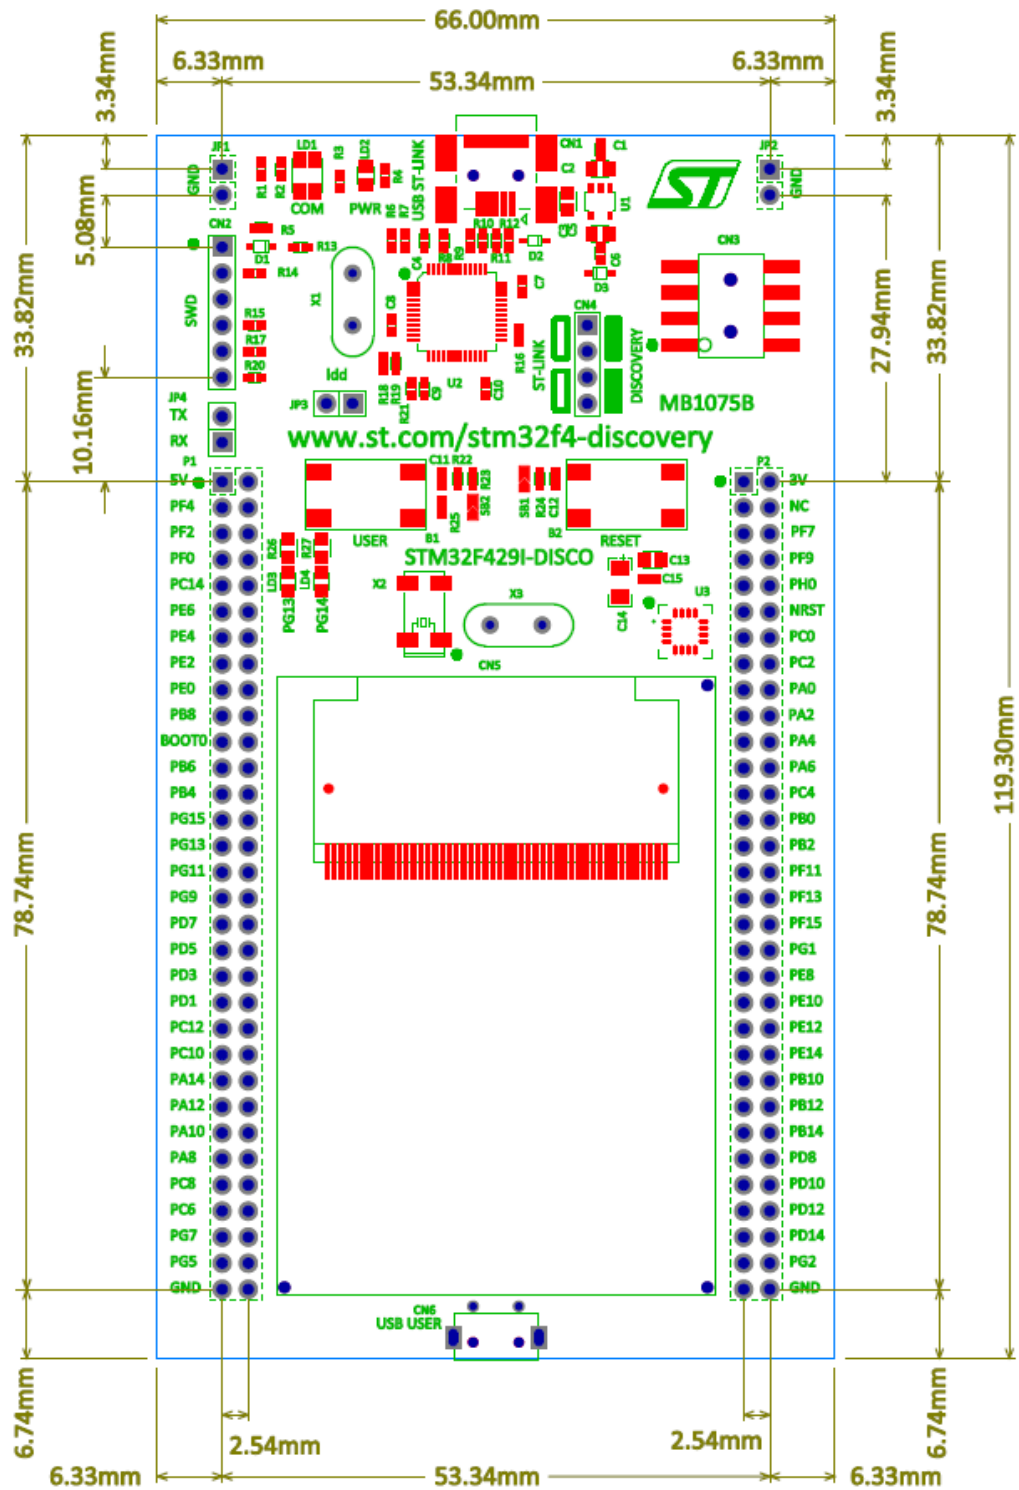 66.00mm
6.33mm
53.34mm
6.33mm
3.34mm
3.34mm
JP1
LD1
R3
LD2
USB ST-LINK
CN1
C1
JP2
GND
R1
R2
R4
C2
U1
ST
GND
COM
PWR
R6
R7
R10
R12
CN2
R5
D1
R13
C4
R8
R9
R11
D2
C6
D3
CN3
5.08mm
33.82mm
SWD
R14
X1
C8
C7
CN4
27.94mm
33.82mm
R15
R17
R20
R16
ST-LINK
DISCOVERY
Idd
U2
JP4
JP3
R18
R19
R21
C9
C10
MB1075B
10.16mm
TX
RX
www.st.com/stm32f4-discovery
P1
C11
R22
R23
SB2
SB1
R24
C12
P2
5V
3V
PF4
NC
R25
B1
B2
PF2
USER
RESET
PF7
PF0
R26
R27
STM32F429I-DISCO
C13
PF9
PC14
LD3
LD4
X2
X3
C15
U3
PH0
PE6
PG13
PG14
C14
NRST
PE4
PC0
PE2
CN5
PC2
PE0
PA0
PB8
PA2
BOOT0
PA4
PB6
PA6
PB4
PC4
119.30mm
PG15
PB0
PG13
PB2
78.74mm
78.74mm
PG11
PF11
PG9
PF13
PD7
PF15
PD5
PG1
PD3
PE8
PD1
PE10
PC12
PE12
PC10
PE14
PA14
PB10
PA12
PB12
PA10
PB14
PA8
PD8
PC8
PD10
PC6
PD12
PG7
PD14
PG5
PG2
GND
GND
CN6
USB USER
6.74mm
6.74mm
2.54mm
2.54mm
6.33mm
53.34mm
6.33mm